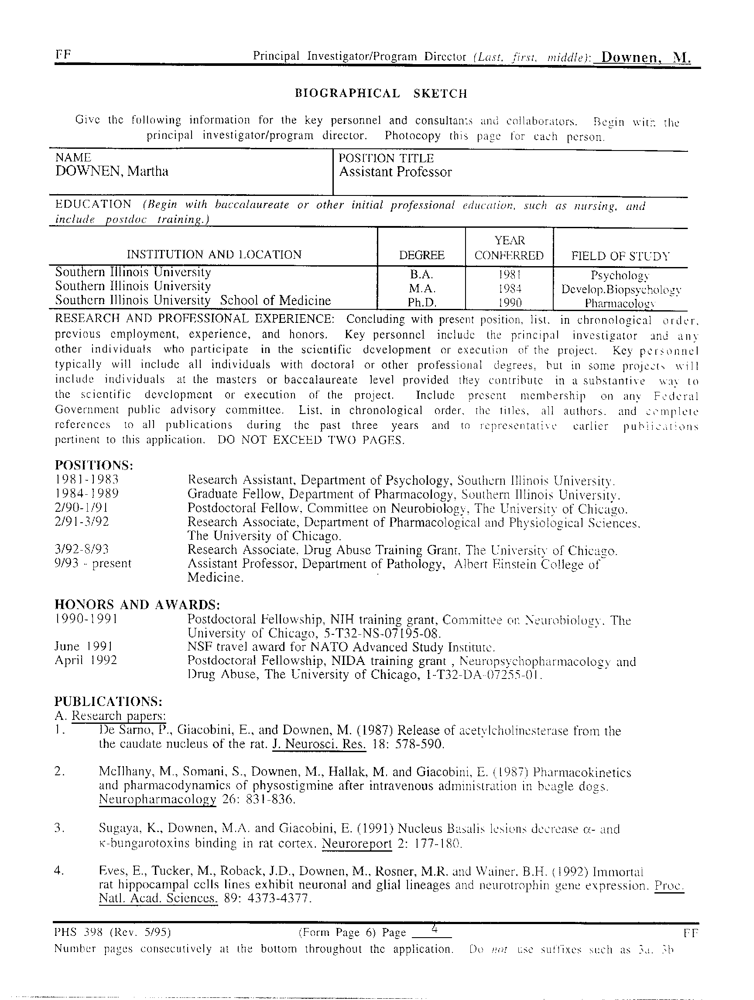 FF Principal Investigator/Program Director (Last, first, middle): Downen, M.
BIOGRAPHICAL SKETCH
Give the following information for the key personnel and consultants and collaborators. Begin with the
principal investigator/program director. Photocopy this page for each person.
NAME POSITION TITLE
DOWNEN, Martha Assistant Professor
EDUCATION (Begin with baccalaureate or other initial professional education, such as nursing, and
include postdoc training.)
YEAR
INSTITUTION AND LOCATION DEGREE CONFERRED FIELD OF STUDY
Southern Illinois University B.A. 1981 Psychology
Southern Illinois University M.A. 1984 Develop.Biopsychology
Southern Illinois University School of Medicine Ph.D. 1990 Pharmacology
RESEARCH AND PROFESSIONAL EXPERIENCE: Concluding with present position, list, in chronological order,
previous employment, experience, and honors. Key personnel include the principal investigator and any
other individuals who participate in the scientific development or execution of the project. Key personnel
typically will include all individuals with doctoral or other professional degrees, but in some projects will
include individuals at the masters or baccalaureate level provided they contribute in a substantive way to
the scientific development or execution of the project. Include present membership on any Federal
Government public advisory committee. List, in chronological order, the titles, all authors, and complete
references to all publications during the past three years and to representative earlier publications
pertinent to this application. DO NOT EXCEED TWO PAGES.
POSITIONS:
1981-1983 Research Assistant, Department of Psychology, Southern Illinois University.
1984-1989 Graduate Fellow, Department of Pharmacology, Southern Illinois University.
2/90-1/91 Postdoctoral Fellow, Committee on Neurobiology, The University of Chicago.
2/91-3/92 Research Associate, Department of Pharmacological and Physiological Sciences,
The University of Chicago.
3/92-8/93 Research Associate, Drug Abuse Training Grant, The University of Chicago.
9/93 - present Assistant Professor, Department of Pathology, Albert Einstein College of
Medicine.
HONORS AND AWARDS:
1990-1991 Postdoctoral Fellowship, NIH training grant, Committee on Neurobiology, The
University of Chicago, 5-T32-NS-07195-08.
June 1991 NSF travel award for NATO Advanced Study Institute.
April 1992 Postdoctoral Fellowship, NIDA training grant , Neuropsychopharmacology and
Drug Abuse, The University of Chicago, 1-T32-DA-07255-01.
PUBLICATIONS:
A. Research papers:
1. De Sarno, P., Giacobini, E., and Downen, M. (1987) Release of acetylcholinesterase from the
the caudate nucleus of the rat. J. Neurosci. Res. 18: 578-590.
2. McIlhany, M., Somani, S., Downen, M., Hallak, M. and Giacobini, E. (1987) Pharmacokinetics
and pharmacodynamics of physostigmine after intravenous administration in beagle dogs.
Neuropharmacology 26: 831-836.
3. Sugaya, K., Downen, M.A. and Giacobini, E. (1991) Nucleus Basalis lesions decrease α- and
κ-bungarotoxins binding in rat cortex. Neuroreport 2: 177-180.
4. Eves, E., Tucker, M., Roback, J.D., Downen, M., Rosner, M.R. and Wainer, B.H. (1992) Immortal
rat hippocampal cells lines exhibit neuronal and glial lineages and neurotrophin gene expression. Proc.
Natl. Acad. Sciences. 89: 4373-4377.
PHS 398 (Rev. 5/95) (Form Page 6) Page 4 FF
Number pages consecutively at the bottom throughout the application. Do not use suffixes such as 3a, 3b